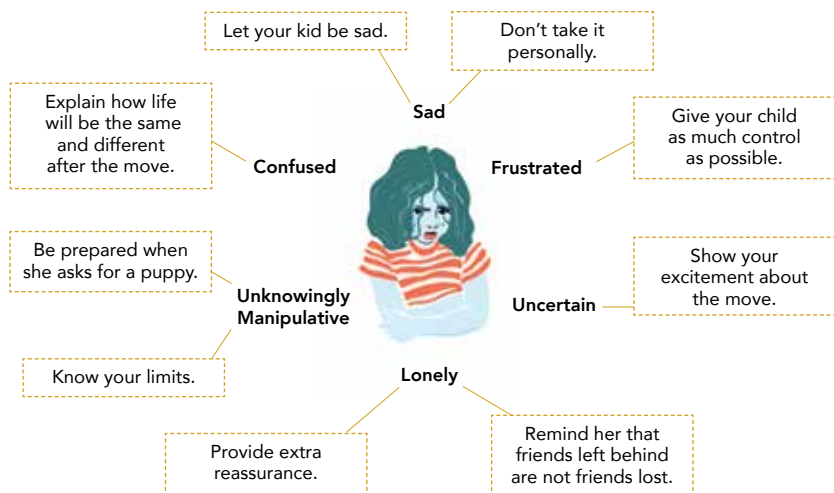 Let your kid be sad.
Don’t take it
personally.
Sad
Explain how life
will be the same
and different
after the move.
Confused
Give your child
as much control
as possible.
Frustrated
Be prepared when
she asks for a puppy.
Unknowingly
Manipulative
Know your limits.
Show your
excitement about
the move.
Uncertain
Lonely
Provide extra
reassurance.
Remind her that
friends left behind
are not friends lost.